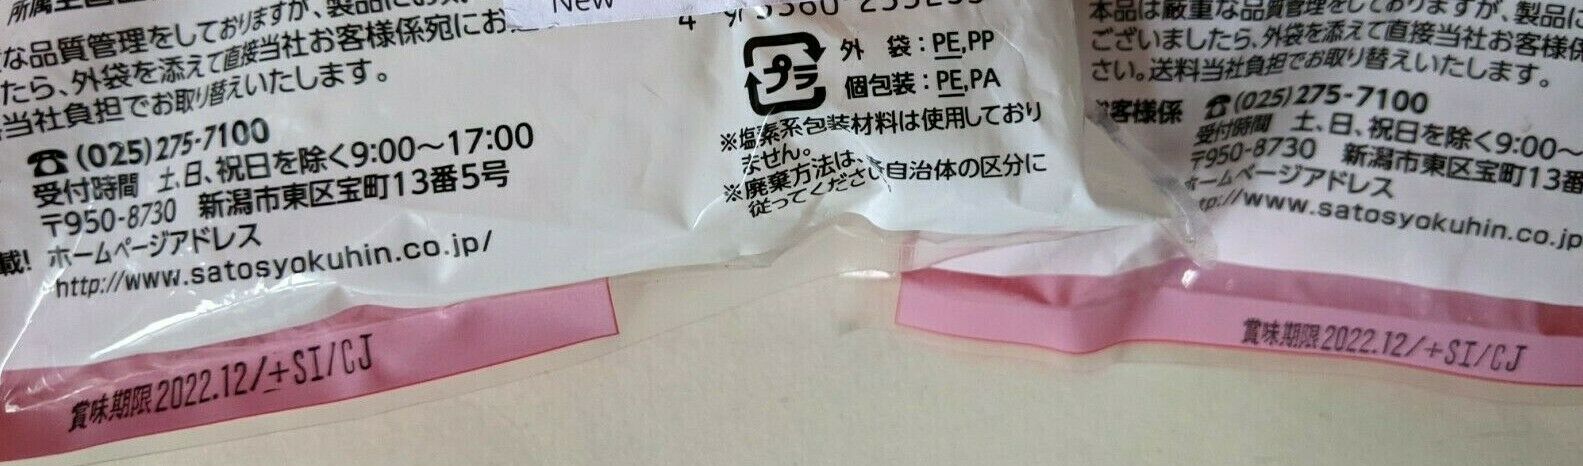 所属全国
な品質管理をしておりますが、製品にお
たら、外袋を添えて直接当社お客様係宛にお
当社負担でお取り替えいたします。
☎(025)275-7100
受付時間 土、日、祝日を除く9:00〜17:00
〒950-8730 新潟市東区宝町13番5号
載! ホームページアドレス
http://www.satosyokuhin.co.jp/
賞味期限2022.12/+SI/CJ
New
プラ
外 袋:PE,PP
個包装:PE,PA
※塩素系包装材料は使用しており
ません。
※廃棄方法は、各自治体の区分に
従ってください。
本品は厳重な品質管理をしておりますが、製品に
ございましたら、外袋を添えて直接当社お客様係
さい。送料当社負担でお取り替えいたします。
お客様係 ☎(025)275-7100
受付時間 土、日、祝日を除く9:00〜
〒950-8730 新潟市東区宝町13番
ホームページアドレス
http://www.satosyokuhin.co.jp
賞味期限2022.12/+SI/CJ